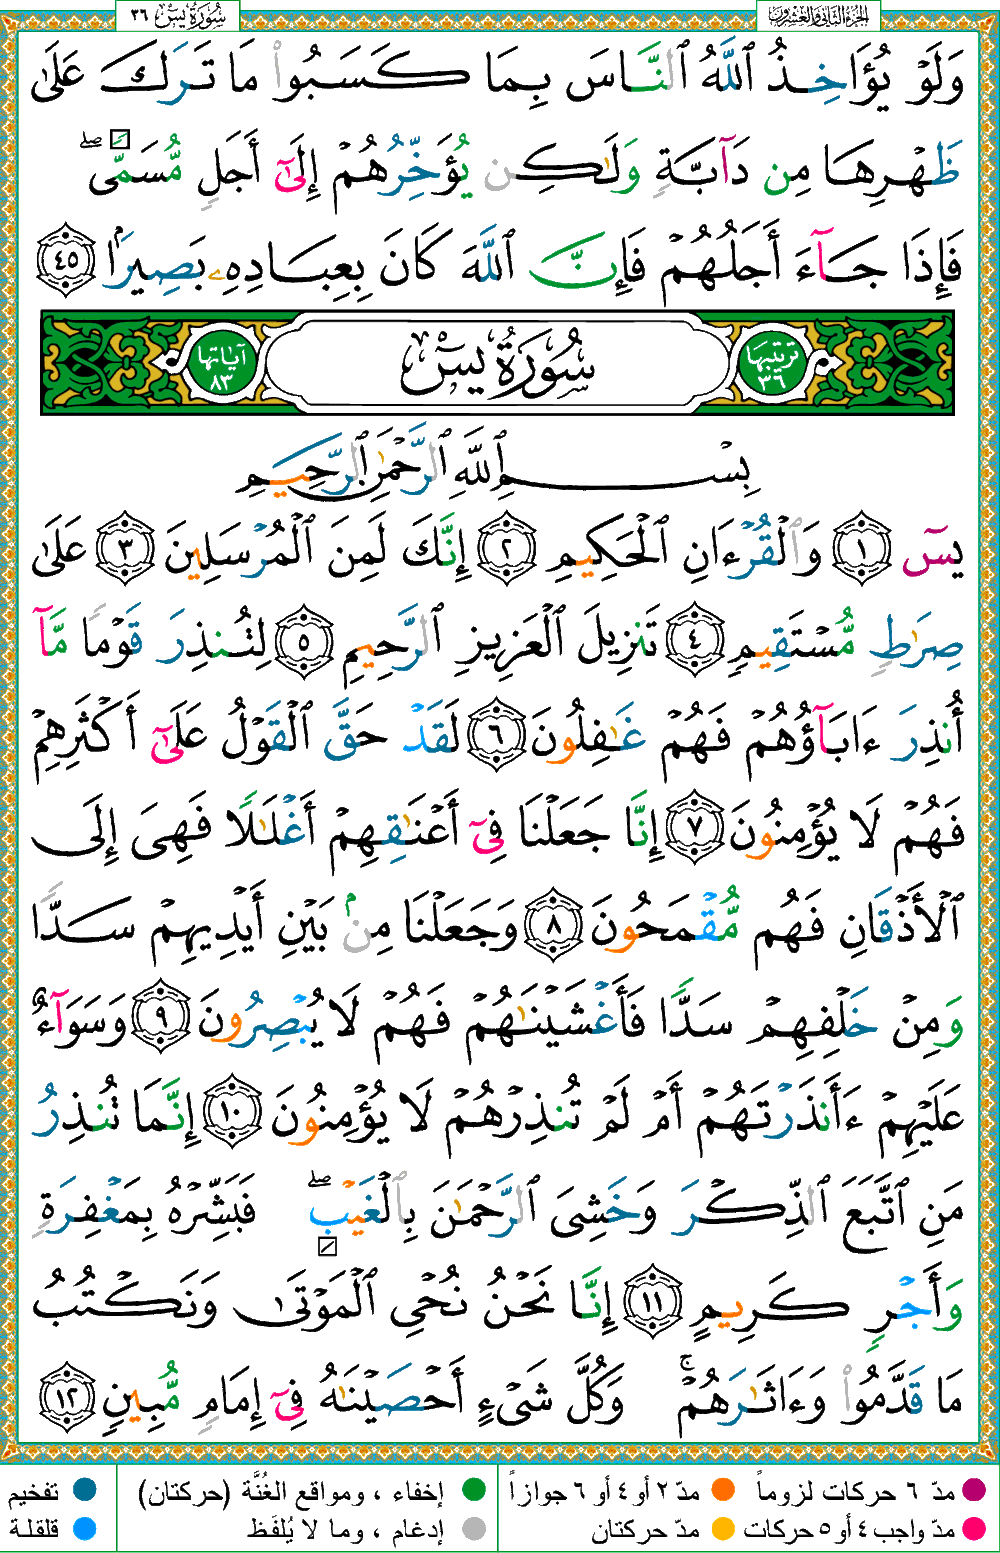 الجزء الثاني والعشرون
سُورَةُ يسٓ ٣٦
وَلَوْ يُؤَاخِذُ ٱللَّهُ ٱلنَّاسَ بِمَا كَسَبُوا۟ مَا تَرَكَ عَلَىٰ
ظَهْرِهَا مِن دَآبَّةٍ وَلَـٰكِن يُؤَخِّرُهُمْ إِلَىٰٓ أَجَلٍ مُّسَمًّى ۖ
فَإِذَا جَآءَ أَجَلُهُمْ فَإِنَّ ٱللَّهَ كَانَ بِعِبَادِهِۦ بَصِيرًۢا ٤٥
ترتيبها ٣٦ سُورَةُ يسٓ آياتها ٨٣
بِسْمِ ٱللَّهِ ٱلرَّحْمَـٰنِ ٱلرَّحِيمِ
يسٓ ١ وَٱلْقُرْءَانِ ٱلْحَكِيمِ ٢ إِنَّكَ لَمِنَ ٱلْمُرْسَلِينَ ٣ عَلَىٰ
صِرَٰطٍ مُّسْتَقِيمٍ ٤ تَنزِيلَ ٱلْعَزِيزِ ٱلرَّحِيمِ ٥ لِتُنذِرَ قَوْمًا مَّآ
أُنذِرَ ءَابَآؤُهُمْ فَهُمْ غَـٰفِلُونَ ٦ لَقَدْ حَقَّ ٱلْقَوْلُ عَلَىٰٓ أَكْثَرِهِمْ
فَهُمْ لَا يُؤْمِنُونَ ٧ إِنَّا جَعَلْنَا فِىٓ أَعْنَـٰقِهِمْ أَغْلَـٰلًا فَهِىَ إِلَى
ٱلْأَذْقَانِ فَهُم مُّقْمَحُونَ ٨ وَجَعَلْنَا مِنۢ بَيْنِ أَيْدِيهِمْ سَدًّا
وَمِنْ خَلْفِهِمْ سَدًّا فَأَغْشَيْنَـٰهُمْ فَهُمْ لَا يُبْصِرُونَ ٩ وَسَوَآءٌ
عَلَيْهِمْ ءَأَنذَرْتَهُمْ أَمْ لَمْ تُنذِرْهُمْ لَا يُؤْمِنُونَ ١٠ إِنَّمَا تُنذِرُ
مَنِ ٱتَّبَعَ ٱلذِّكْرَ وَخَشِىَ ٱلرَّحْمَـٰنَ بِٱلْغَيْبِ ۖ فَبَشِّرْهُ بِمَغْفِرَةٍ
وَأَجْرٍ كَرِيمٍ ١١ إِنَّا نَحْنُ نُحْىِ ٱلْمَوْتَىٰ وَنَكْتُبُ
مَا قَدَّمُوا۟ وَءَاثَـٰرَهُمْ ۚ وَكُلَّ شَىْءٍ أَحْصَيْنَـٰهُ فِىٓ إِمَامٍ مُّبِينٍ ١٢
مدّ ٦ حركات لزوماً مدّ ٢ أو ٤ أو ٦ جوازاً إخفاء ، ومواقع الغُنَّة (حركتان) تفخيم
مدّ واجب ٤ أو ٥ حركات مدّ حركتان إدغام ، وما لا يُلفَظ قلقلة